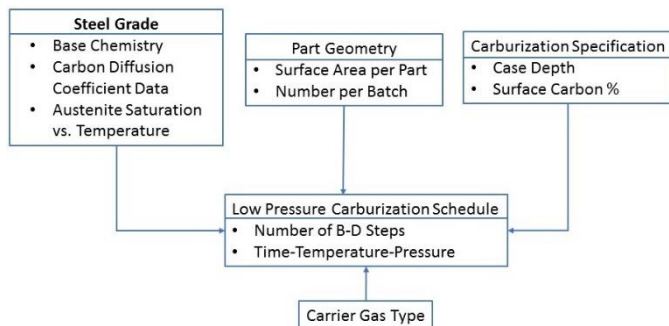 Steel Grade
• Base Chemistry
• Carbon Diffusion
Coefficient Data
• Austenite Saturation
vs. Temperature
Part Geometry
• Surface Area per Part
• Number per Batch
Carburization Specification
• Case Depth
• Surface Carbon %
Low Pressure Carburization Schedule
• Number of B-D Steps
• Time-Temperature-Pressure
Carrier Gas Type